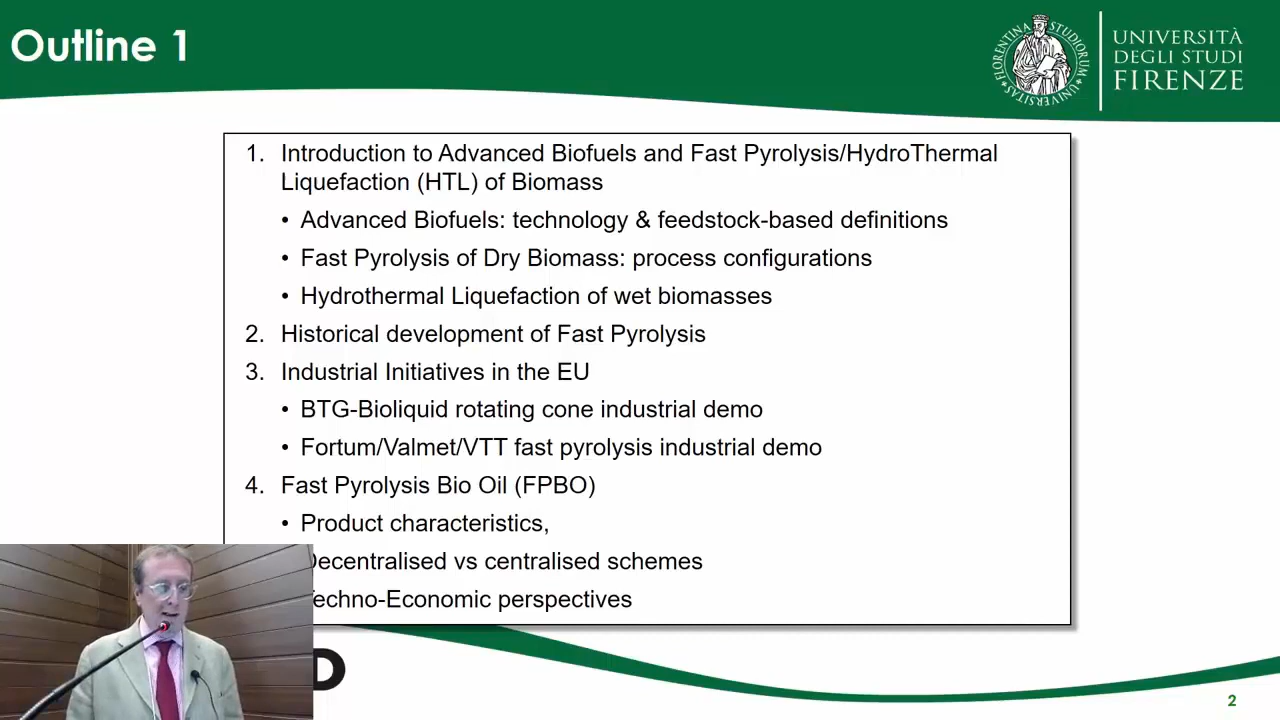 Outline 1
FLORENTINA STUDIORUM UNIVERSITAS
UNIVERSITÀ
DEGLI STUDI
FIRENZE
1. Introduction to Advanced Biofuels and Fast Pyrolysis/HydroThermal
Liquefaction (HTL) of Biomass
• Advanced Biofuels: technology & feedstock-based definitions
• Fast Pyrolysis of Dry Biomass: process configurations
• Hydrothermal Liquefaction of wet biomasses
2. Historical development of Fast Pyrolysis
3. Industrial Initiatives in the EU
• BTG-Bioliquid rotating cone industrial demo
• Fortum/Valmet/VTT fast pyrolysis industrial demo
4. Fast Pyrolysis Bio Oil (FPBO)
• Product characteristics,
Decentralised vs centralised schemes
Techno-Economic perspectives
D
2